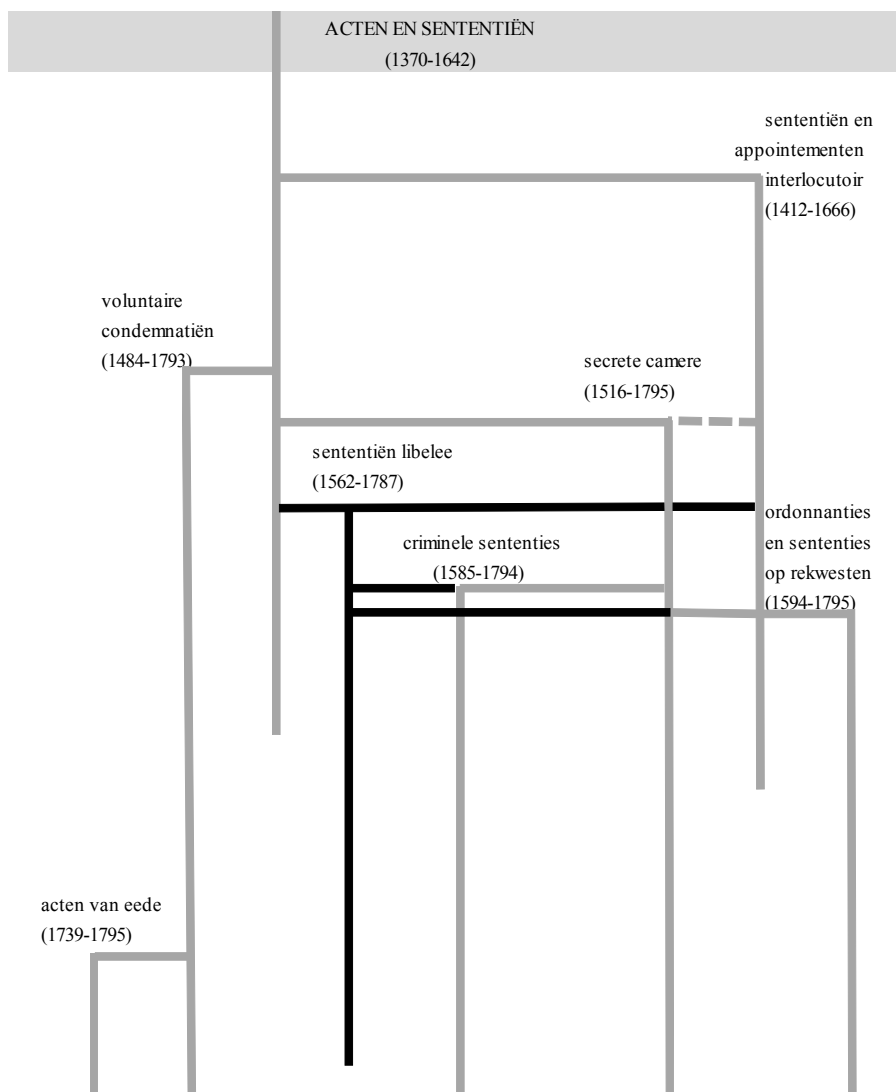 ACTEN EN SENTENTIËN
(1370-1642)
sententiën en
appointementen
interlocutoir
(1412-1666)
voluntaire
condemnatiën
(1484-1793)
secrete camere
(1516-1795)
sententiën libelee
(1562-1787)
ordonnanties
en sententies
op rekwesten
(1594-1795)
criminele sententies
(1585-1794)
acten van eede
(1739-1795)